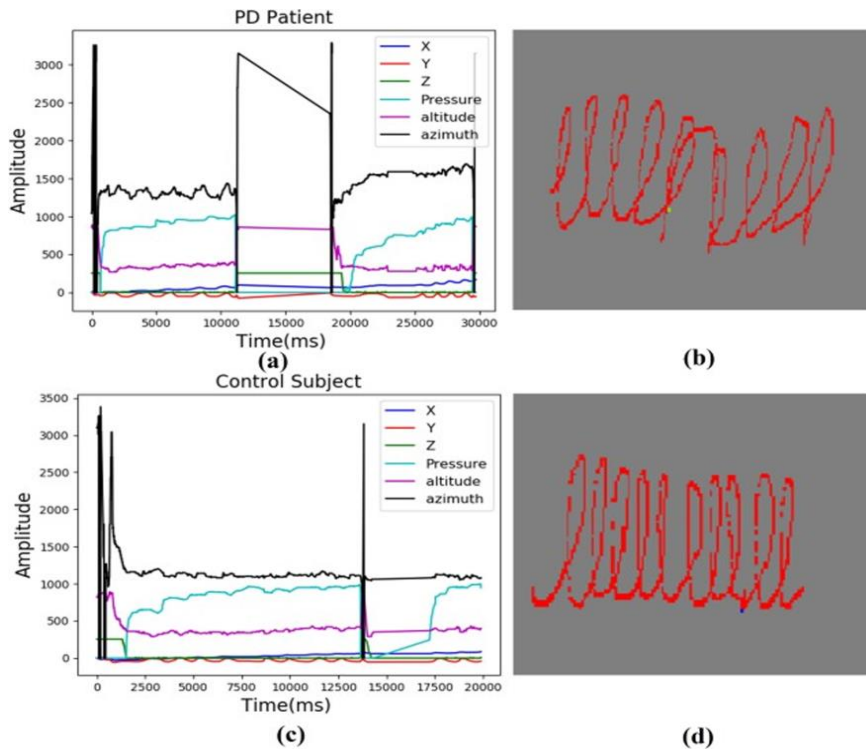 PD Patient
3000
2500
2000
1500
1000
500
0
Amplitude
X
Y
Z
Pressure
altitude
azimuth
0 5000 10000 15000 20000 25000 30000
Time(ms)
(a)
(b)
Control Subject
3500
3000
2500
2000
1500
1000
500
0
Amplitude
X
Y
Z
Pressure
altitude
azimuth
0 2500 5000 7500 10000 12500 15000 17500 20000
Time(ms)
(c)
(d)